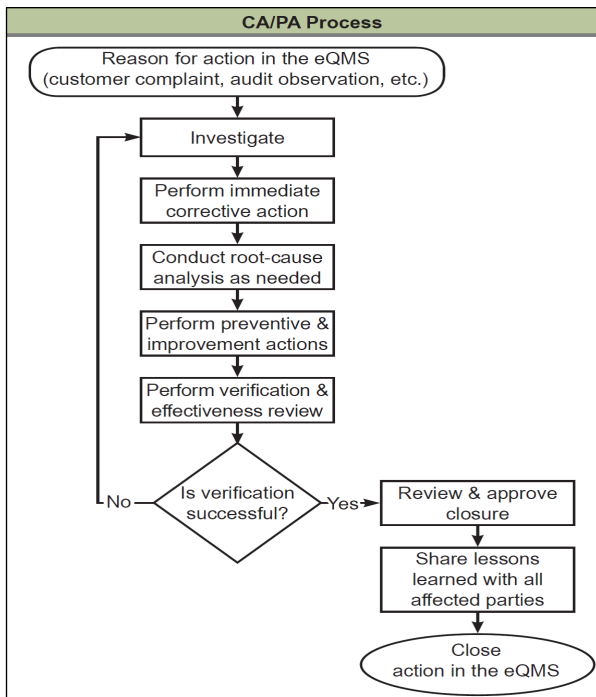 CA/PA Process
Reason for action in the eQMS
(customer complaint, audit observation, etc.)
Investigate
Perform immediate
corrective action
Conduct root-cause
analysis as needed
Perform preventive &
improvement actions
Perform verification &
effectiveness review
Is verification
successful?
No
Yes
Review & approve
closure
Share lessons
learned with all
affected parties
Close
action in the eQMS